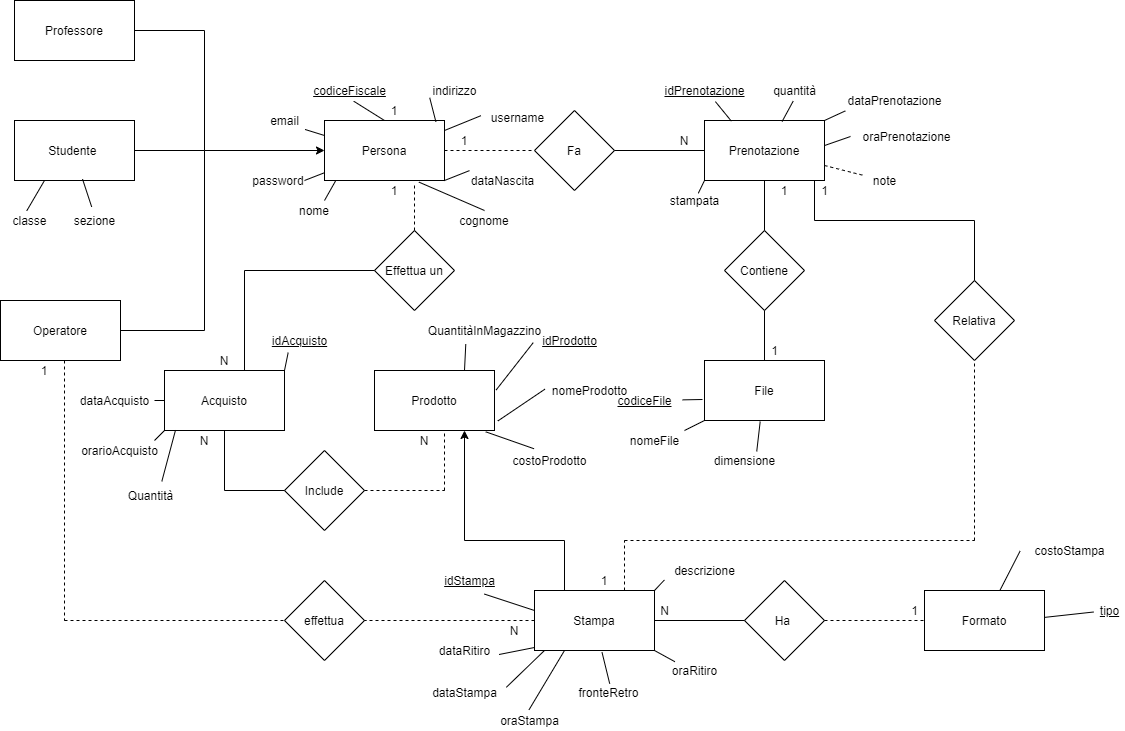 Professore
codiceFiscale
indirizzo
idPrenotazione
quantità
dataPrenotazione
email
1
username
oraPrenotazione
Studente
Persona
1
Fa
N
Prenotazione
password
dataNascita
note
1
1
1
stampata
nome
cognome
classe
sezione
Effettua un
Contiene
Operatore
QuantitàInMagazzino
idProdotto
idAcquisto
Relativa
1
N
1
dataAcquisto
Acquisto
Prodotto
nomeProdotto
codiceFile
File
N
N
nomeFile
orarioAcquisto
costoProdotto
dimensione
Quantità
Include
costoStampa
idStampa
1
descrizione
N
1
tipo
effettua
N
Stampa
Ha
Formato
dataRitiro
oraRitiro
dataStampa
fronteRetro
oraStampa